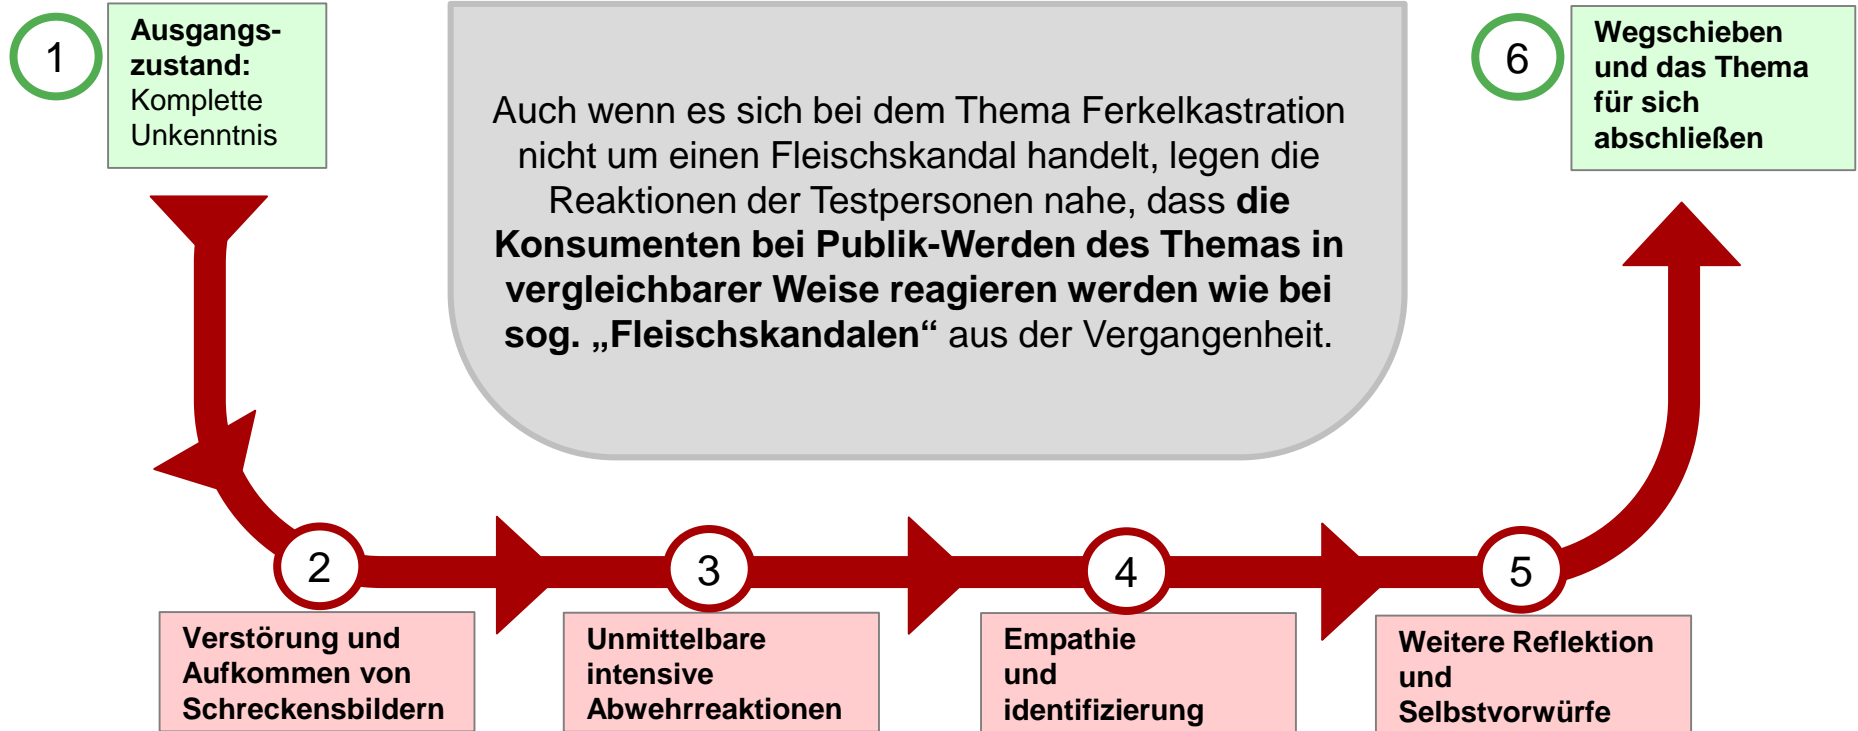 1
Ausgangs-
zustand:
Komplette
Unkenntnis
Auch wenn es sich bei dem Thema Ferkelkastration
nicht um einen Fleischskandal handelt, legen die
Reaktionen der Testpersonen nahe, dass die
Konsumenten bei Publik-Werden des Themas in
vergleichbarer Weise reagieren werden wie bei
sog. „Fleischskandalen“ aus der Vergangenheit.
6
Wegschieben
und das Thema
für sich
abschließen
2
Verstörung und
Aufkommen von
Schreckensbildern
3
Unmittelbare
intensive
Abwehrreaktionen
4
Empathie
und
identifizierung
5
Weitere Reflektion
und
Selbstvorwürfe